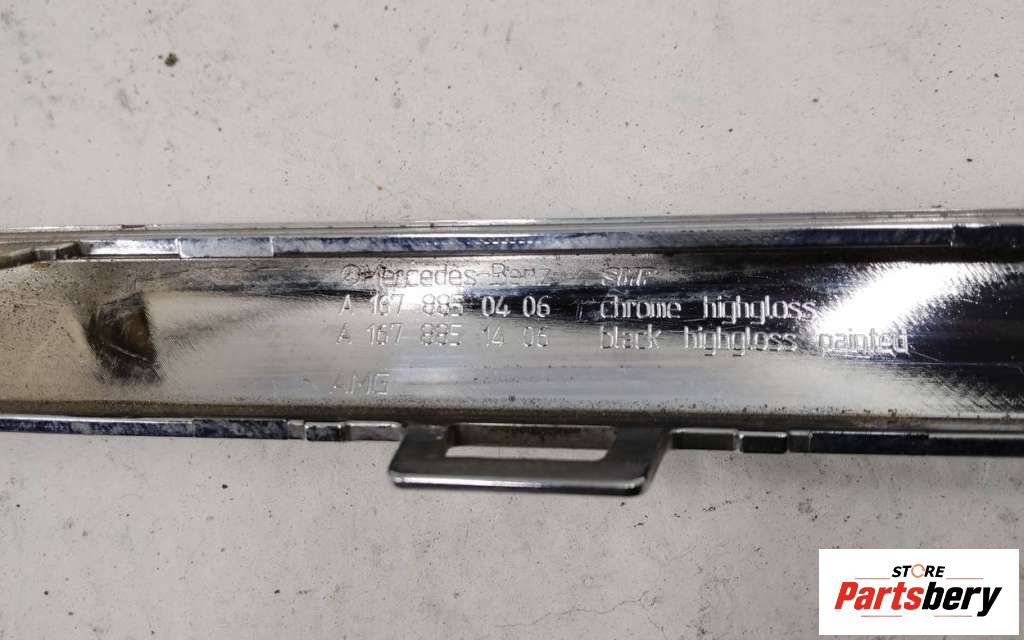 Mercedes-Benz
A 167 885 04 06 chrome highgloss
A 167 885 14 06 black highgloss painted
AMG
STORE
Partsbery